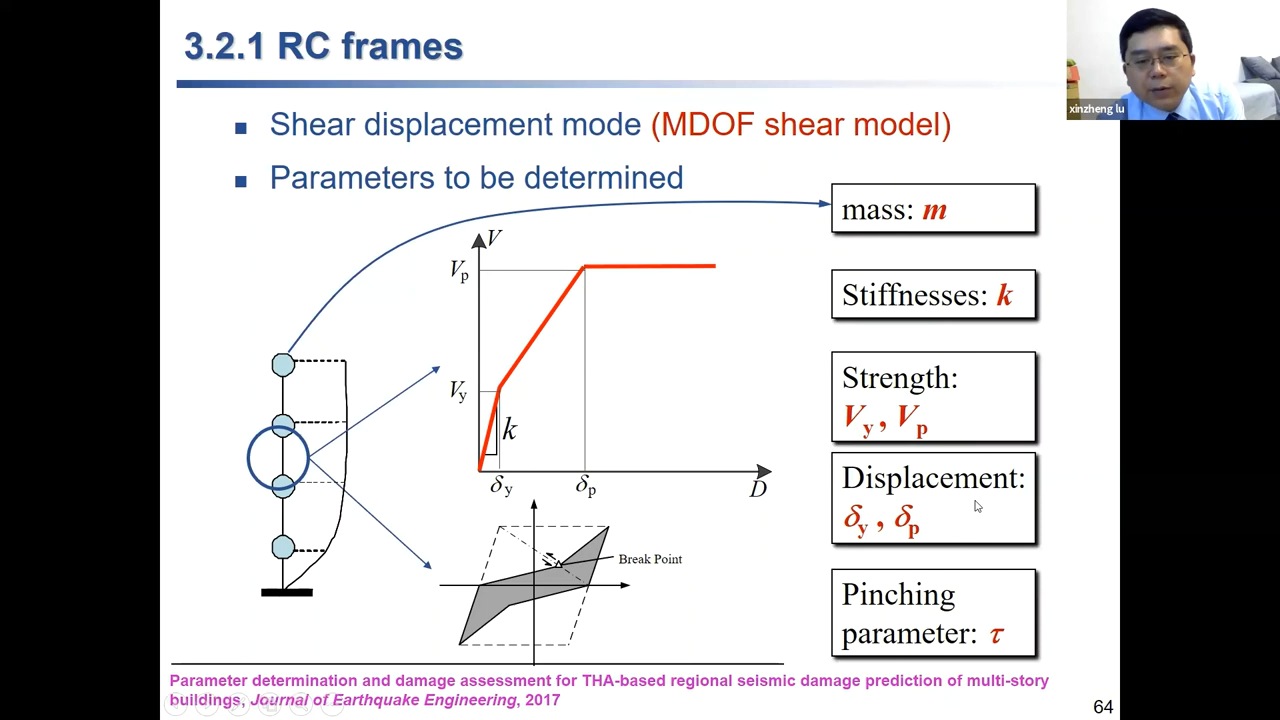 3.2.1 RC frames
xinzheng lu
Shear displacement mode (MDOF shear model)
Parameters to be determined
mass: m
Stiffnesses: k
Strength:
Vy , Vp
Displacement:
δy , δp
Pinching
parameter: τ
V
Vp
Vy
k
δy
δp
D
Break Point
Parameter determination and damage assessment for THA-based regional seismic damage prediction of multi-story
buildings, Journal of Earthquake Engineering, 2017
64